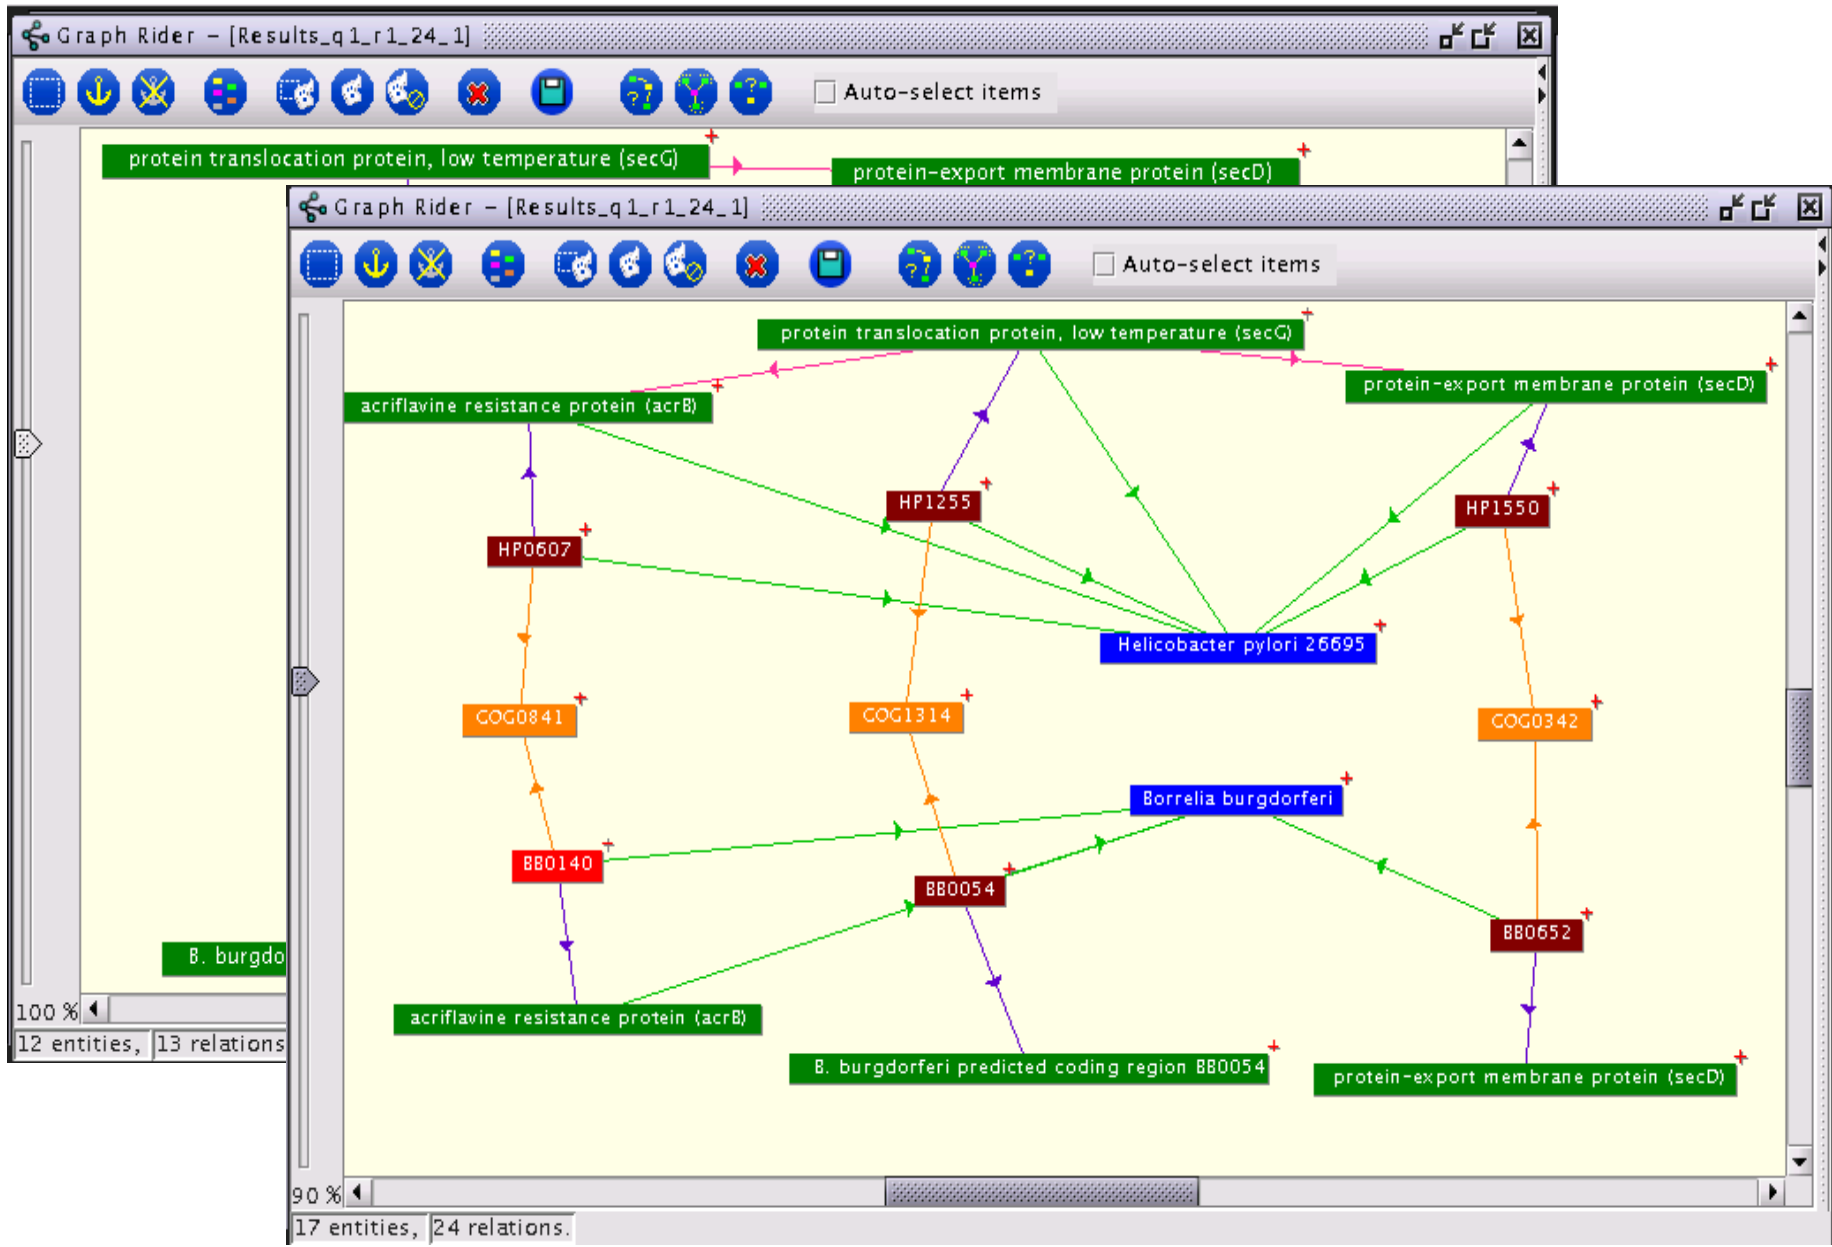 Graph Rider – [Results_q1_r1_24_1]
Auto-select items
protein translocation protein, low temperature (secG)
protein-export membrane protein (secD)
B. burgdo
100 %
12 entities, 13 relations
Graph Rider – [Results_q1_r1_24_1]
Auto-select items
protein translocation protein, low temperature (secG)
protein-export membrane protein (secD)
acriflavine resistance protein (acrB)
HP1255
HP1550
HP0607
Helicobacter pylori 26695
COG0841
COG1314
COG0342
Borrelia burgdorferi
BB0140
BB0054
BB0652
acriflavine resistance protein (acrB)
B. burgdorferi predicted coding region BB0054
protein-export membrane protein (secD)
90 %
17 entities, 24 relations.